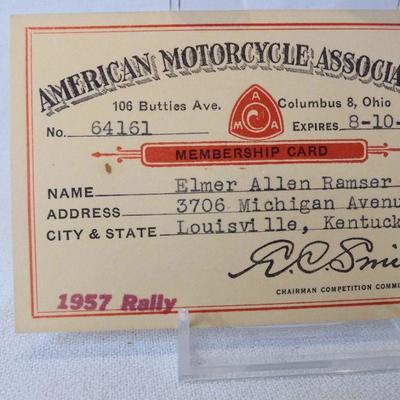 AMERICAN MOTORCYCLE ASSOCIA
106 Butties Ave. Columbus 8, Ohio
A
M A
No. 64161 EXPIRES 8-10-
MEMBERSHIP CARD
NAME Elmer Allen Ramser
ADDRESS 3706 Michigan Avenu
CITY & STATE Louisville, Kentuck
E.C. Smi
CHAIRMAN COMPETITION COMMI
1957 Rally